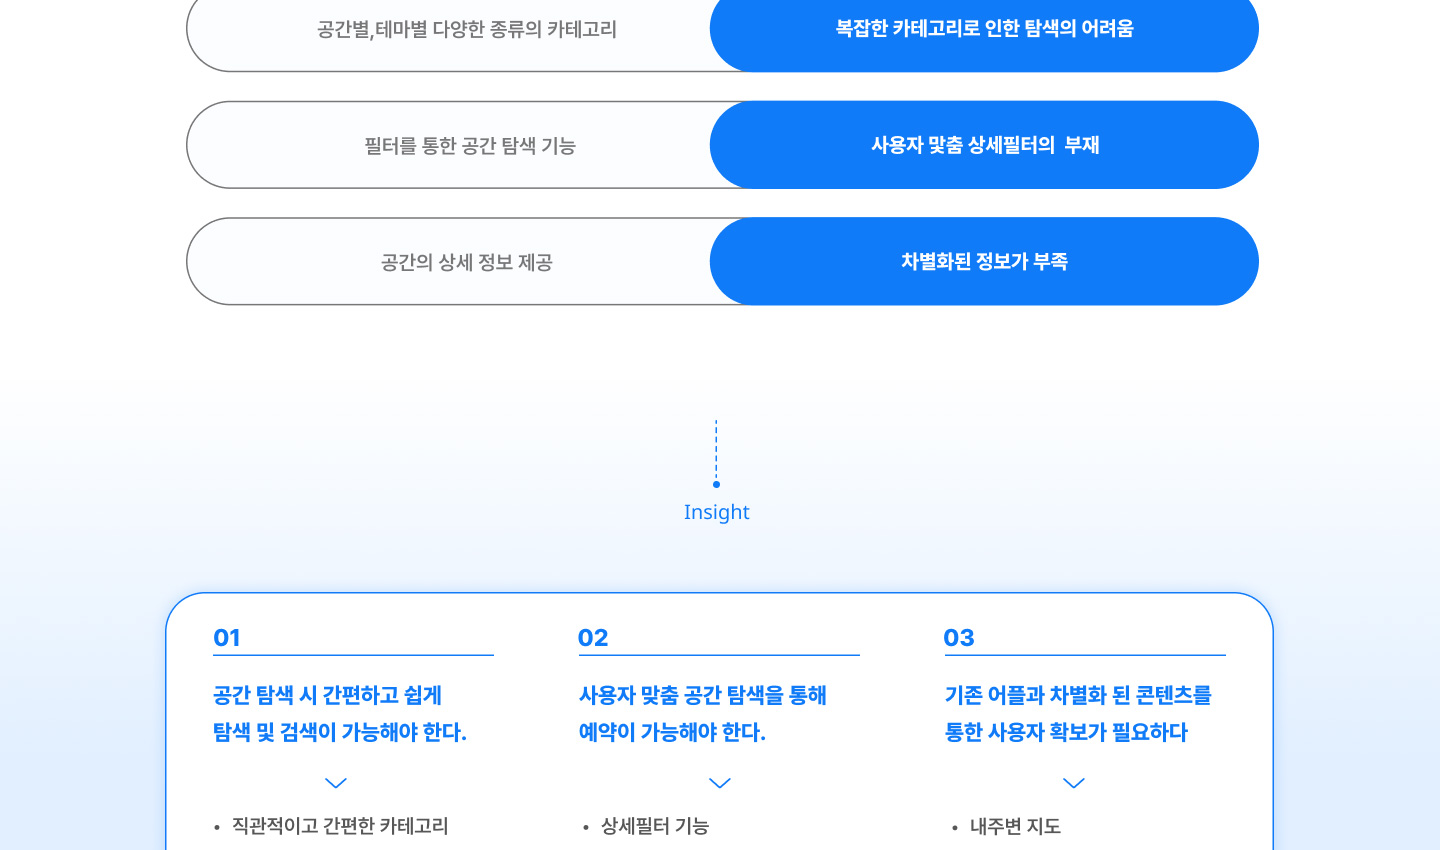 공간별,테마별 다양한 종류의 카테고리
복잡한 카테고리로 인한 탐색의 어려움
필터를 통한 공간 탐색 기능
사용자 맟춤 상세필터의 부재
공간의 상세 정보 제공
차별화된 정보가 부족
Insight
01
공간 탐색 시 간편하고 쉽게
탐색 및 검색이 가능해야 한다.
• 직관적이고 간편한 카테고리
02
사용자 맞춤 공간 탐색을 통해
예약이 가능해야 한다.
• 상세필터 기능
03
기존 어플과 차별화 된 콘텐츠를
통한 사용자 확보가 필요하다
• 내주변 지도